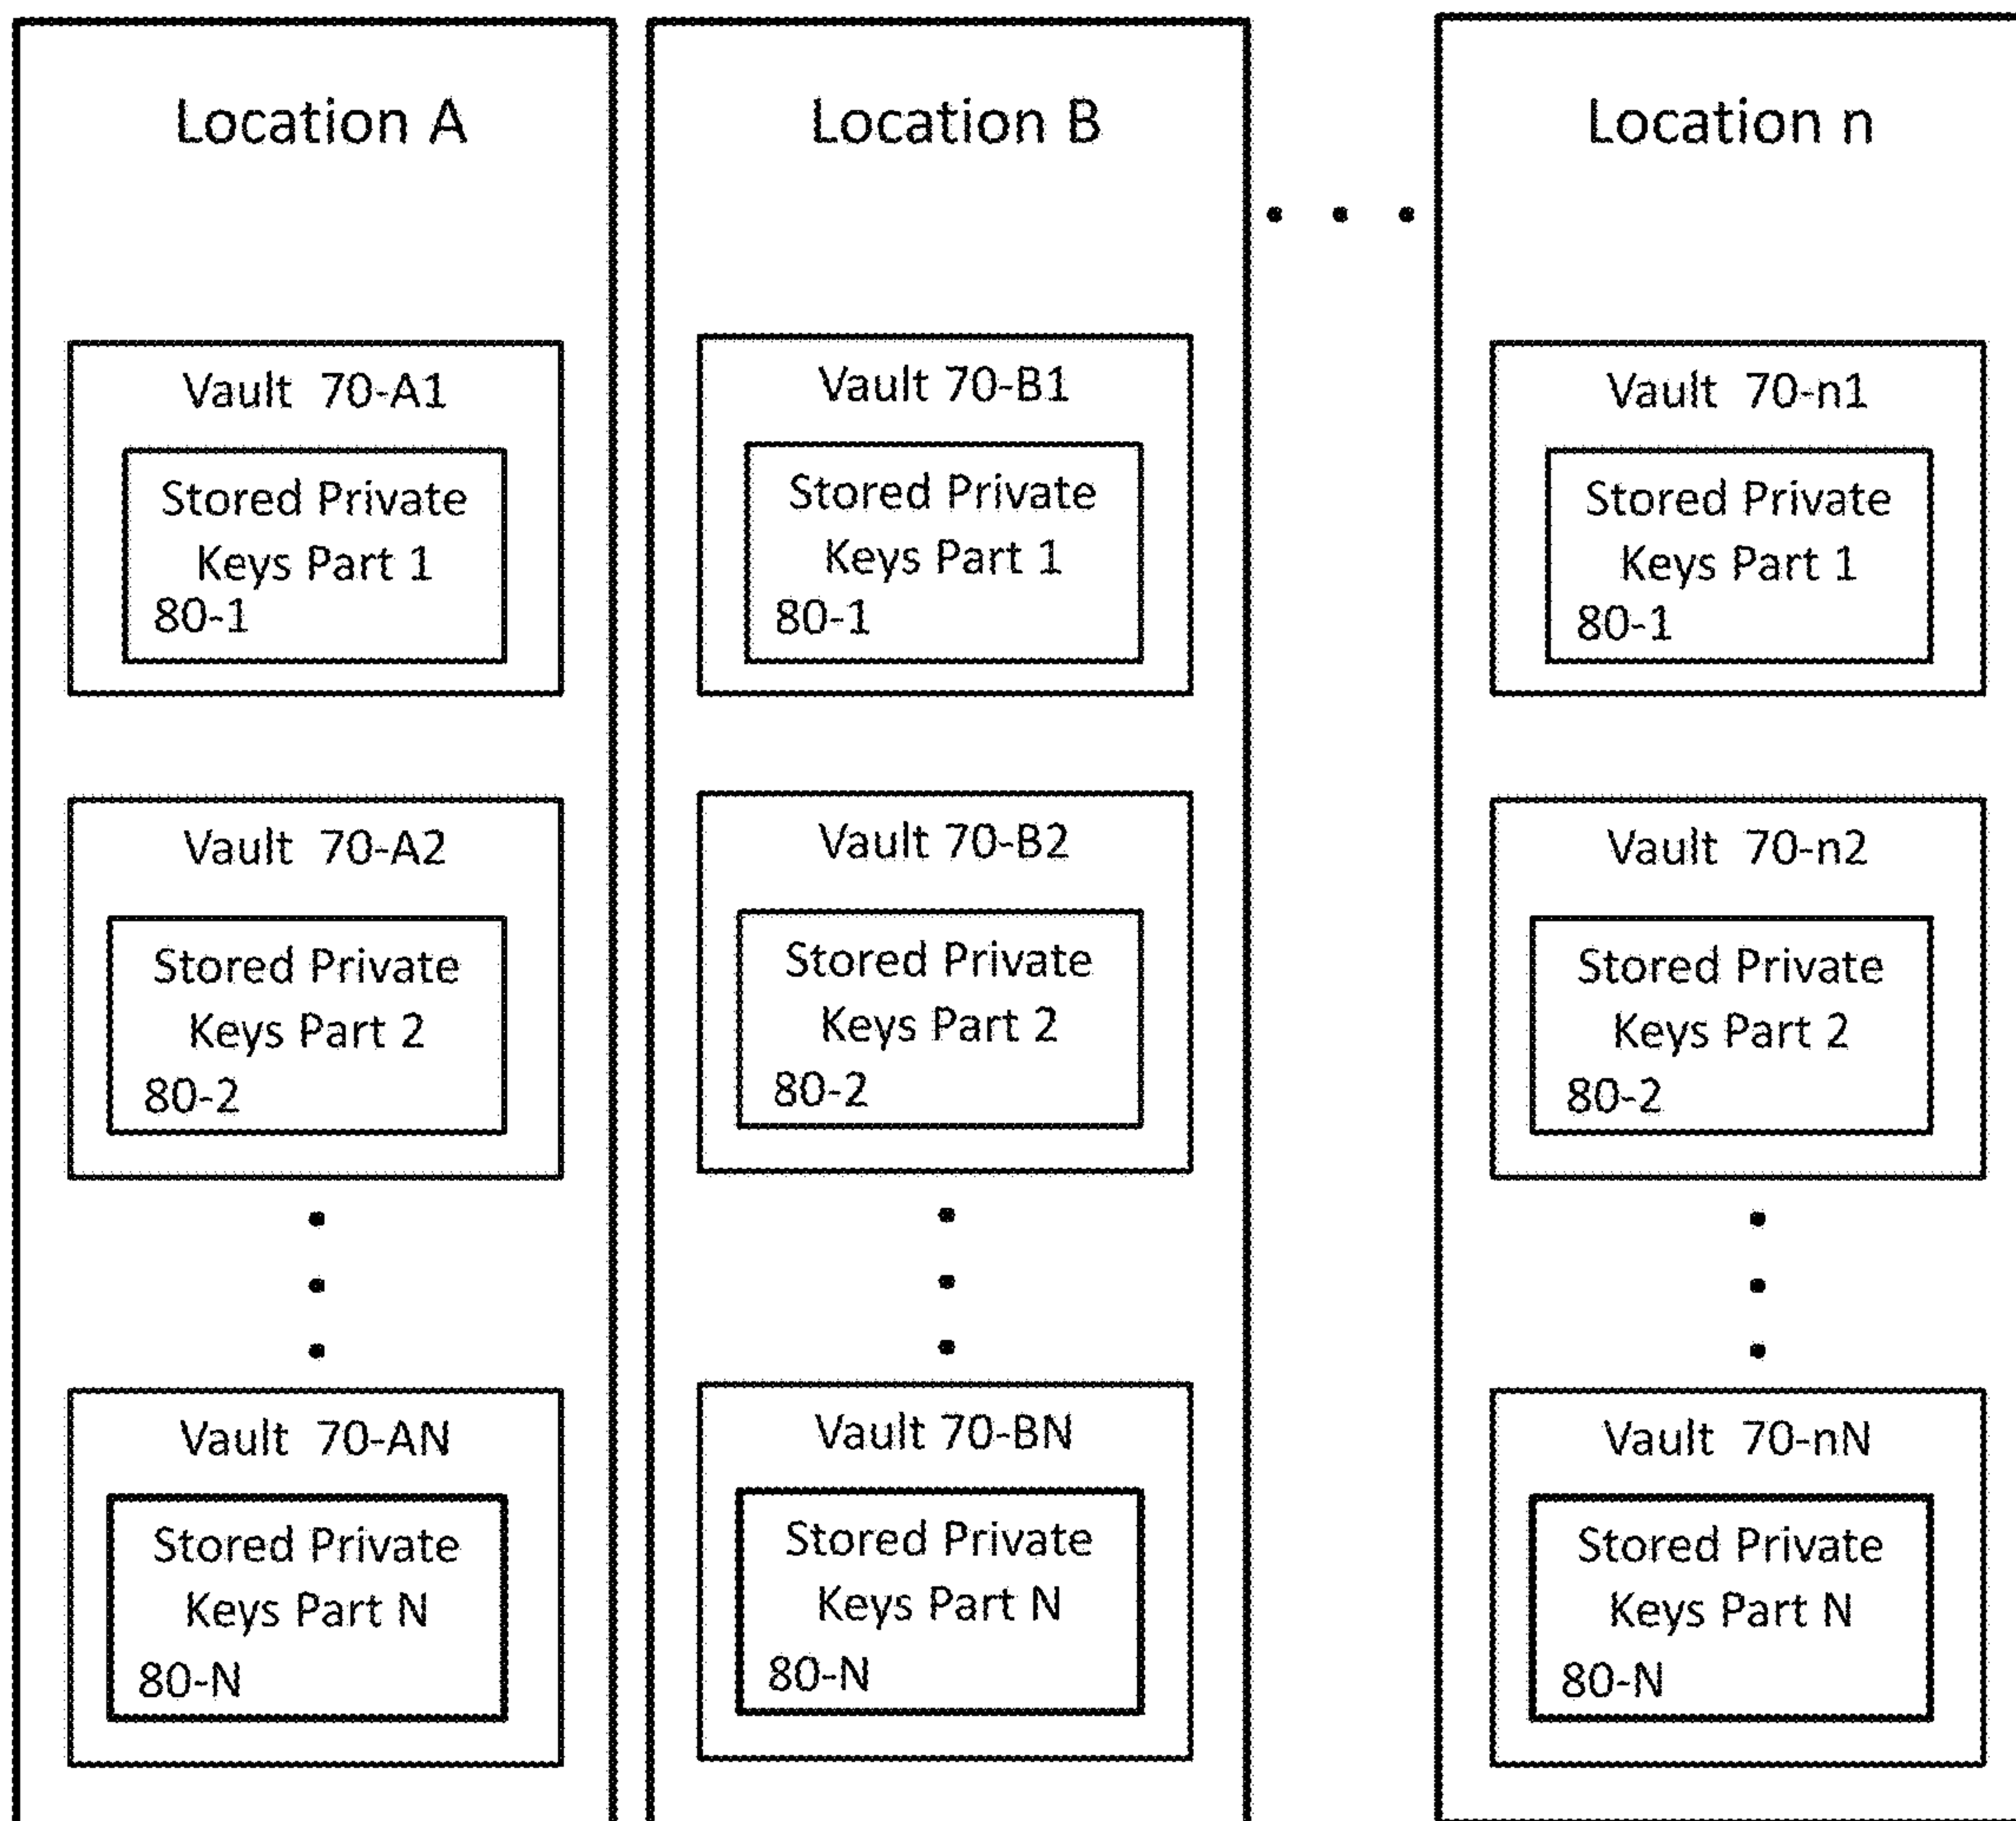 Location A
Vault 70-A1
Stored Private
Keys Part 1
80-1
Vault 70-A2
Stored Private
Keys Part 2
80-2
Vault 70-AN
Stored Private
Keys Part N
80-N
Location B
Vault 70-B1
Stored Private
Keys Part 1
80-1
Vault 70-B2
Stored Private
Keys Part 2
80-2
Vault 70-BN
Stored Private
Keys Part N
80-N
Location n
Vault 70-n1
Stored Private
Keys Part 1
80-1
Vault 70-n2
Stored Private
Keys Part 2
80-2
Vault 70-nN
Stored Private
Keys Part N
80-N